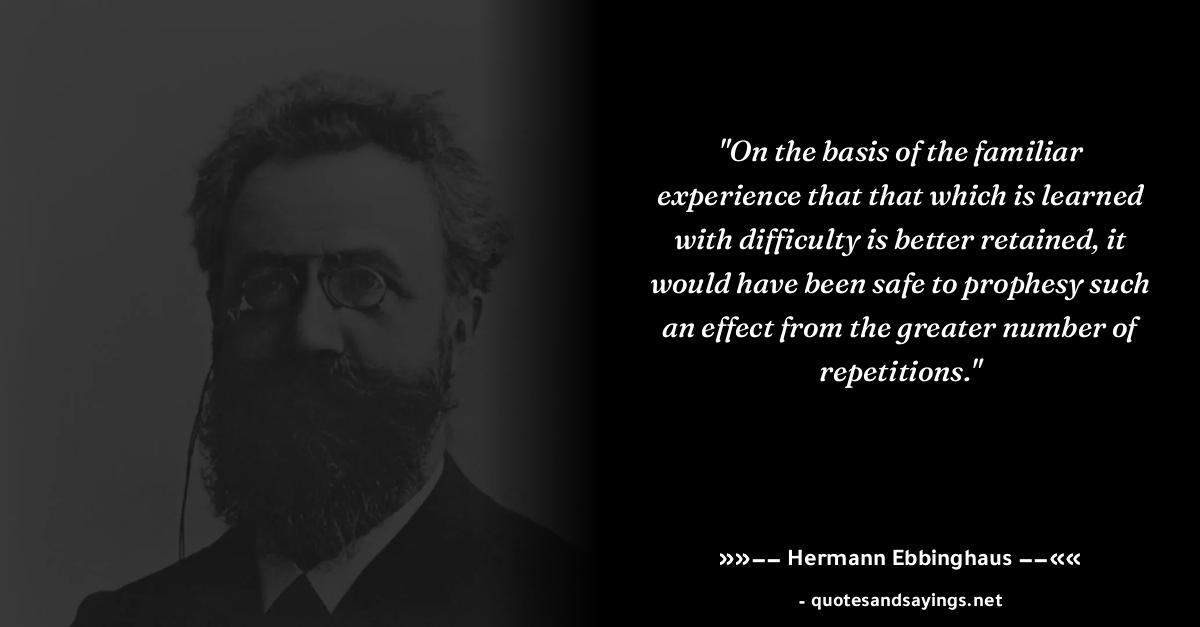 "On the basis of the familiar
experience that that which is learned
with difficulty is better retained, it
would have been safe to prophesy such
an effect from the greater number of
repetitions."
»»−− Hermann Ebbinghaus −−««
- quotesandsayings.net